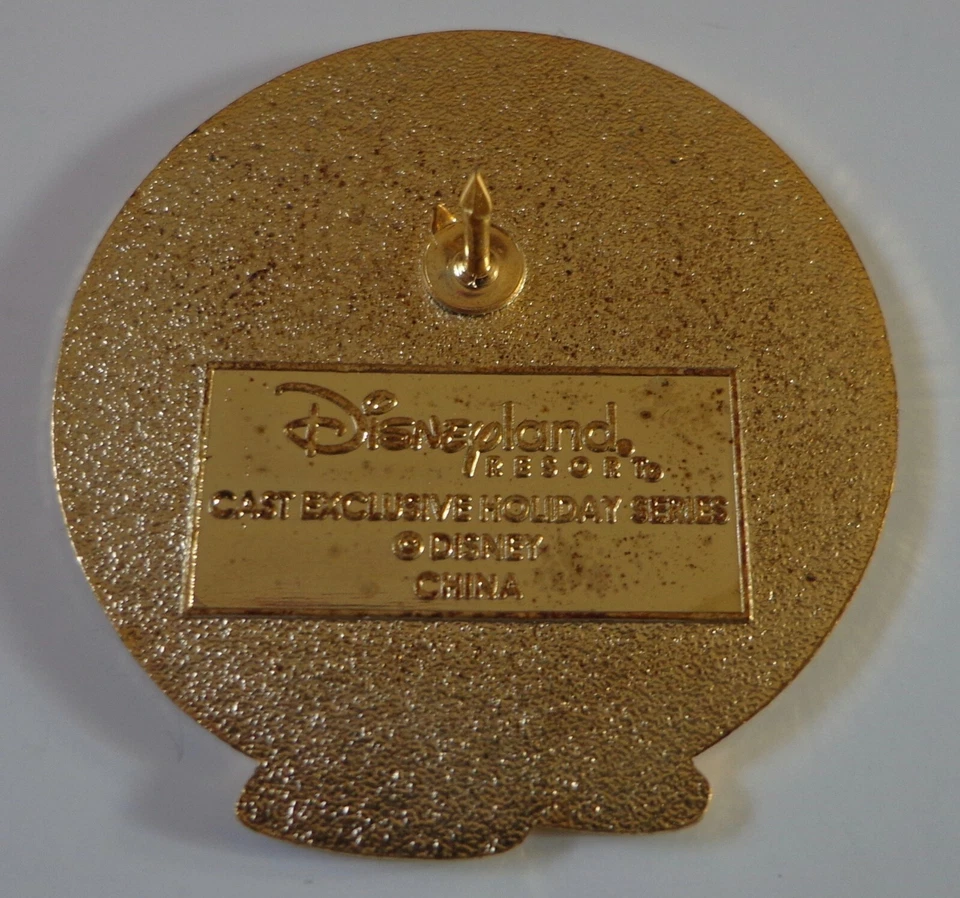 Disneyland®
RESORT®
CAST EXCLUSIVE HOLIDAY SERIES
© DISNEY
CHINA